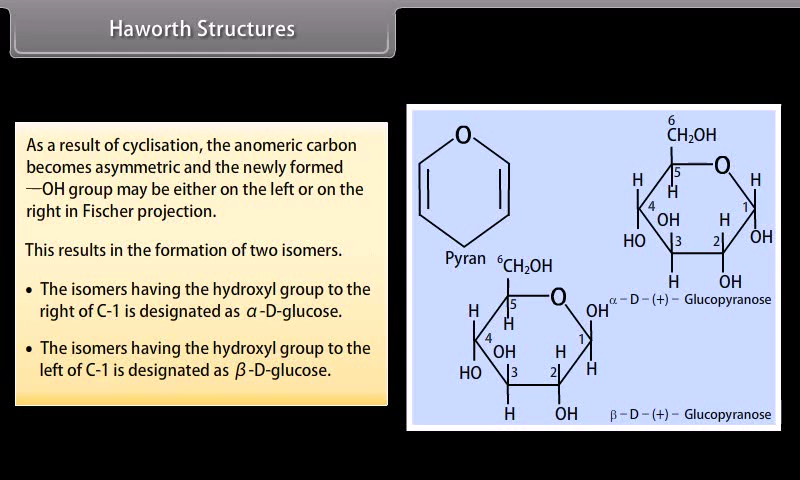 Haworth Structures
As a result of cyclisation, the anomeric carbon
becomes asymmetric and the newly formed
—OH group may be either on the left or on the
right in Fischer projection.
This results in the formation of two isomers.
• The isomers having the hydroxyl group to the
right of C-1 is designated as α-D-glucose.
• The isomers having the hydroxyl group to the
left of C-1 is designated as β-D-glucose.
O
Pyran
6
CH₂OH
5
O
H
H
H
4
1
OH
H
HO
3
2
OH
H
OH
α – D – (+) – Glucopyranose
⁶CH₂OH
5
O
OH
H
H
4
1
OH
H
HO
3
2
H
H
OH
β – D – (+) – Glucopyranose